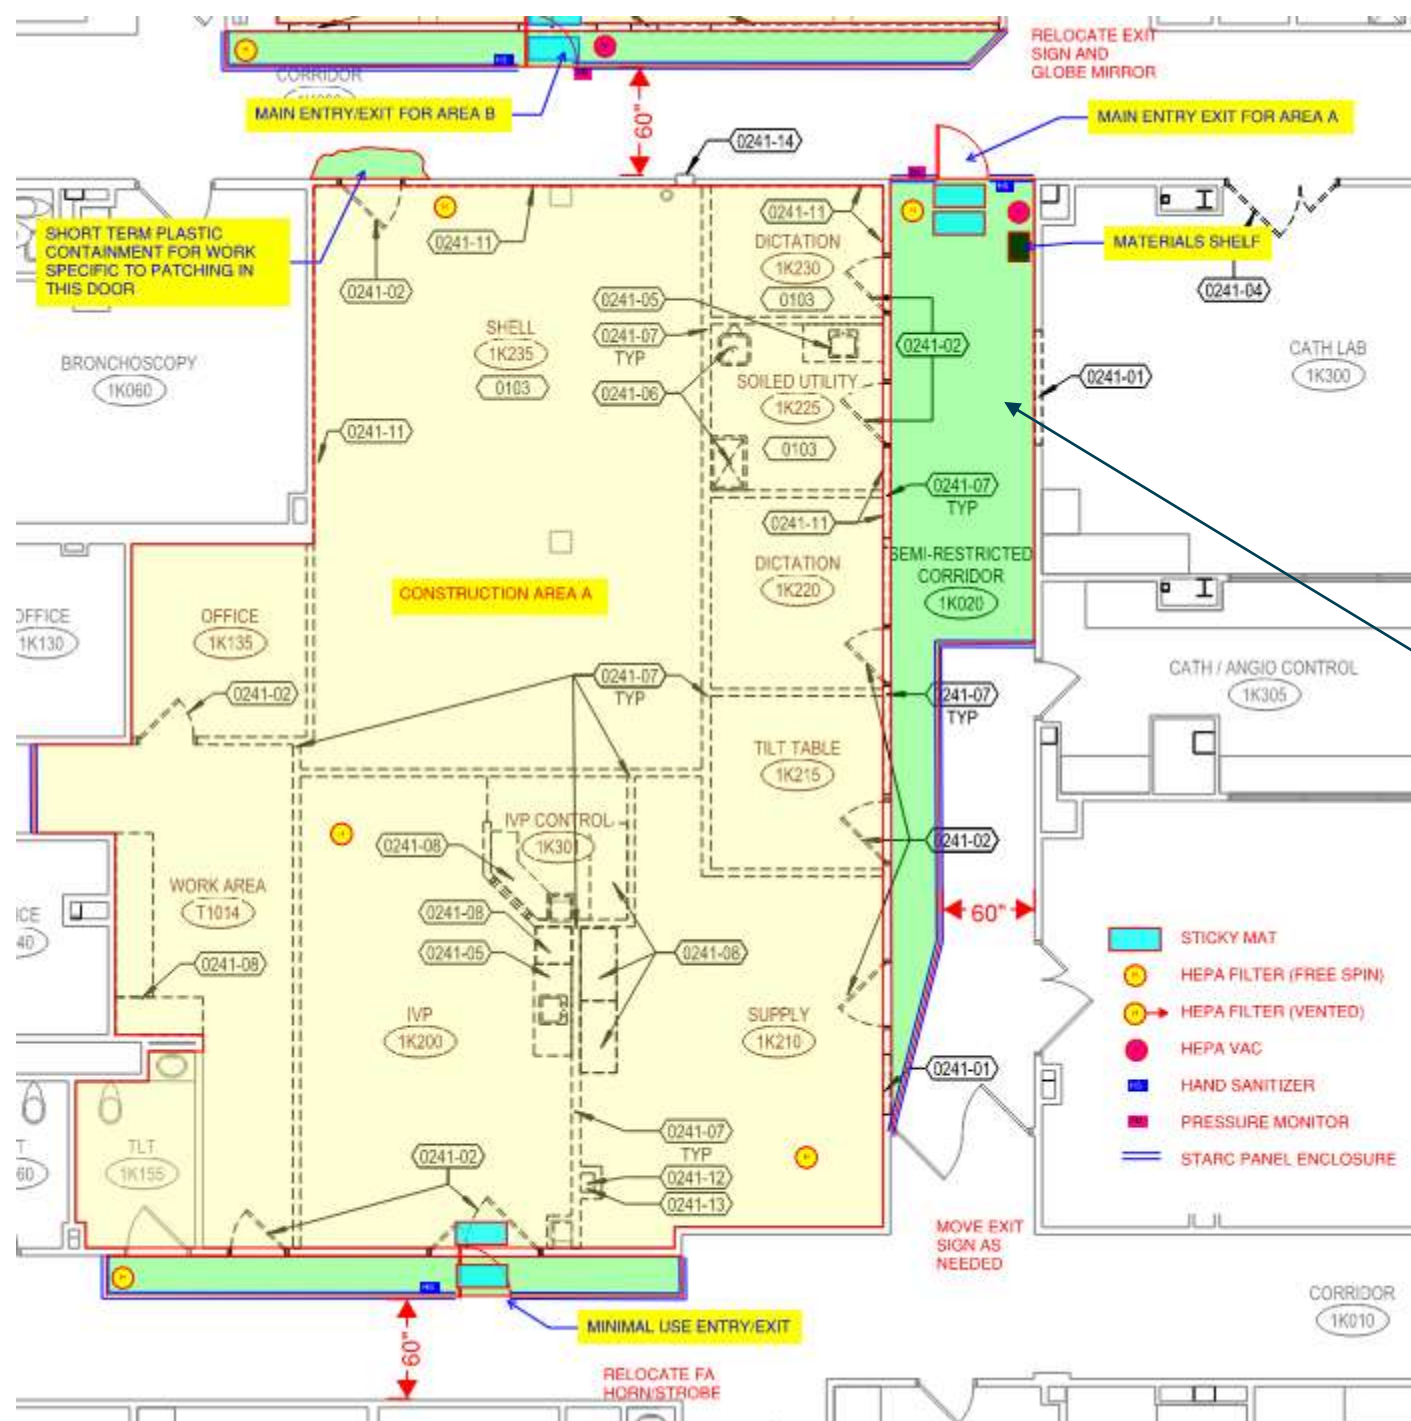 RELOCATE EXIT
SIGN AND
GLOBE MIRROR
CORRIDOR
MAIN ENTRY/EXIT FOR AREA B
60"
MAIN ENTRY EXIT FOR AREA A
0241-14
SHORT TERM PLASTIC
CONTAINMENT FOR WORK
SPECIFIC TO PATCHING IN
THIS DOOR
0241-11
0241-02
0241-11
DICTATION
1K230
0103
MATERIALS SHELF
0241-04
0241-05
0241-07
TYP
0241-06
SHELL
1K235
0103
0241-02
SOILED UTILITY
1K225
0103
0241-01
CATH LAB
1K300
BRONCHOSCOPY
1K060
0241-11
0241-07
TYP
0241-11
SEMI-RESTRICTED
CORRIDOR
1K020
DICTATION
1K220
CONSTRUCTION AREA A
OFFICE
1K130
OFFICE
1K135
0241-02
0241-07
TYP
0241-07
TYP
CATH / ANGIO CONTROL
1K305
TILT TABLE
1K215
IVP CONTROL
1K301
0241-08
0241-02
WORK AREA
T1014
0241-08
0241-08
0241-05
0241-08
60"
ICE
40
IVP
1K200
SUPPLY
1K210
0241-01
STICKY MAT
HEPA FILTER (FREE SPIN)
HEPA FILTER (VENTED)
HEPA VAC
HS HAND SANITIZER
PRESSURE MONITOR
STARC PANEL ENCLOSURE
T
60
TLT
1K155
0241-02
0241-07
TYP
0241-12
0241-13
MOVE EXIT
SIGN AS
NEEDED
HS
MINIMAL USE ENTRY/EXIT
60"
CORRIDOR
1K010
RELOCATE FA
HORN/STROBE